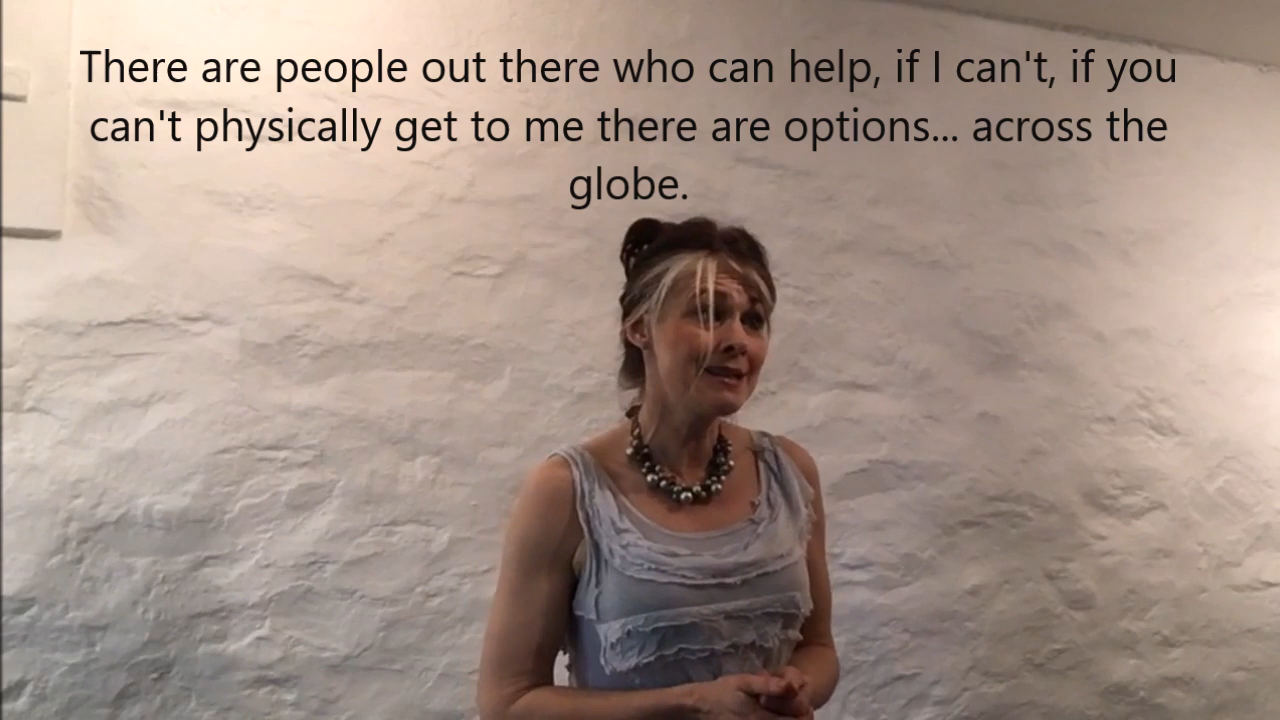 There are people out there who can help, if I can't, if you
can't physically get to me there are options... across the
globe.